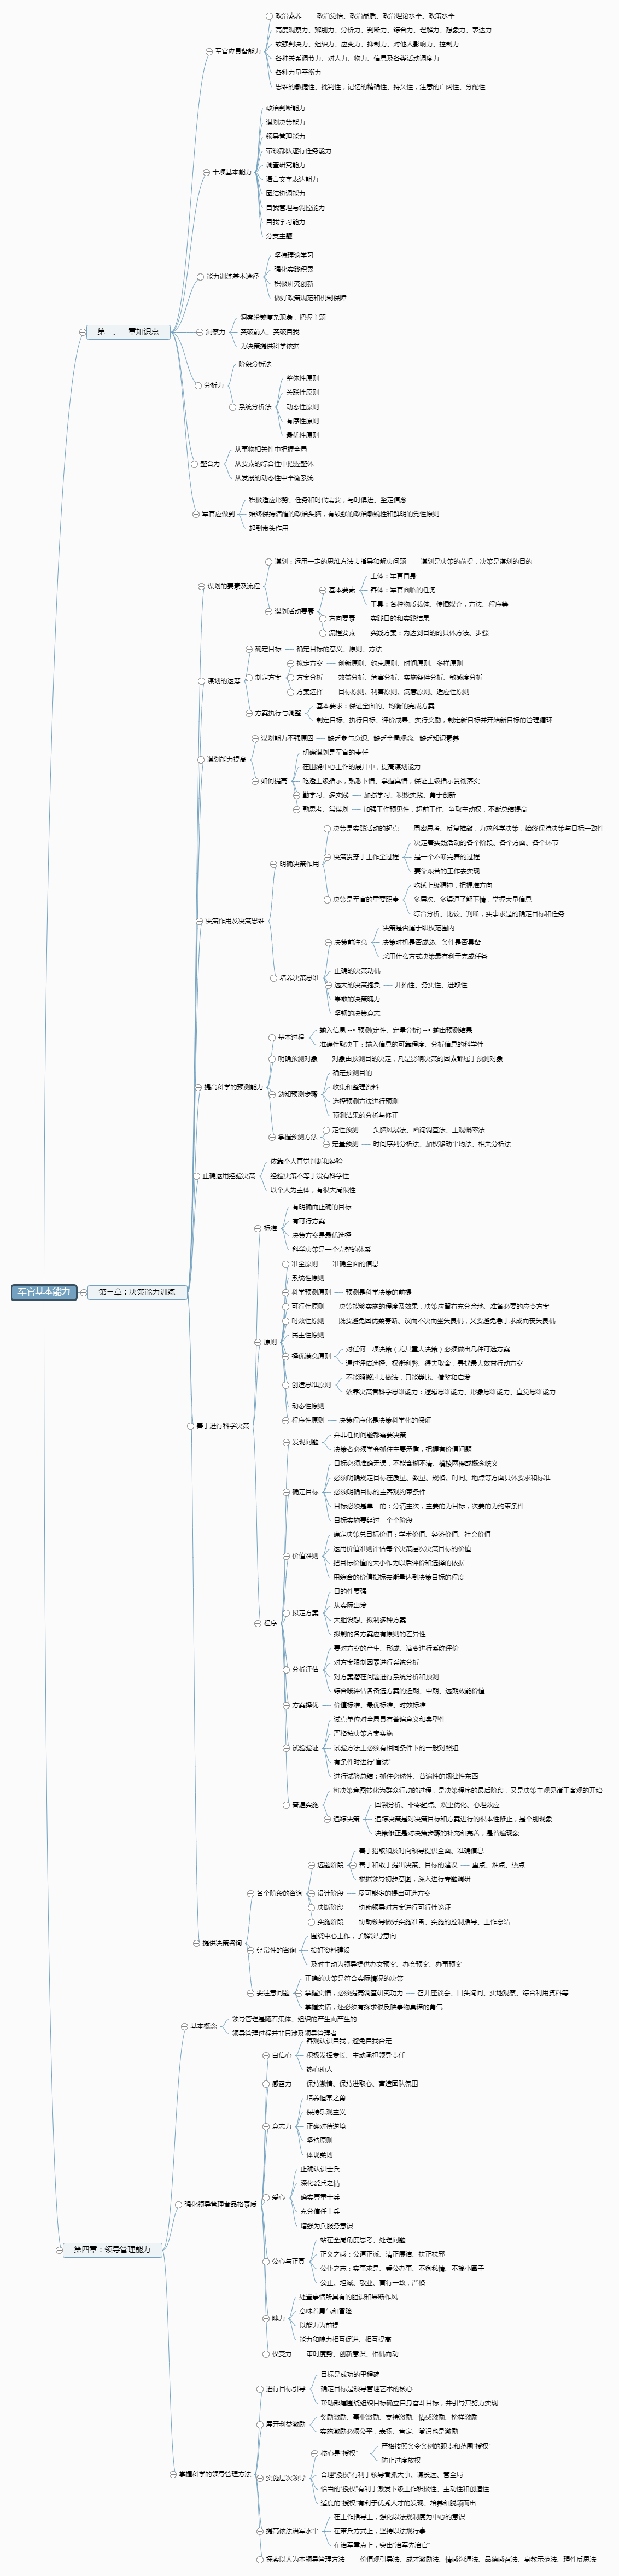 军官基本能力
第一、二章知识点
军官应具备能力
政治素养
政治觉悟、政治品质、政治理论水平、政策水平
高度观察力、辨别力、分析力、判断力、综合力、理解力、想象力、表达力
较强判决力、组织力、应变力、抑制力、对他人影响力、控制力
各种关系调节力、对人力、物力、信息及各类活动调度力
各种力量平衡力
思维的敏捷性、批判性，记忆的精确性、持久性，注意的广阔性、分配性
十项基本能力
政治判断能力
谋划决策能力
领导管理能力
带领部队遂行任务能力
调查研究能力
语言文字表达能力
团结协调能力
自我管理与调控能力
自我学习能力
分支主题
能力训练基本途径
坚持理论学习
强化实践积累
积极研究创新
做好政策规范和机制保障
洞察力
洞察纷繁复杂现象，把握主题
突破前人、突破自我
为决策提供科学依据
分析力
阶段分析法
系统分析法
整体性原则
关联性原则
动态性原则
有序性原则
最优性原则
整合力
从事物相关性中把握全局
从要素的综合性中把握整体
从发展的动态性中平衡系统
军官应做到
积极适应形势、任务和时代需要，与时俱进、坚定信念
始终保持清醒的政治头脑，有较强的政治敏锐性和鲜明的党性原则
起到带头作用
第三章：决策能力训练
谋划的要素及流程
谋划：运用一定的思维方法去指导和解决问题
谋划是决策的前提，决策是谋划的目的
谋划活动要素
基本要素
主体：军官自身
客体：军官面临的任务
工具：各种物质载体、传播媒介，方法、程序等
方向要素
实践目的和实践结果
流程要素
实践方案：为达到目的的具体方法、步骤
谋划的运筹
确定目标
确定目标的意义、原则、方法
制定方案
拟定方案
创新原则、约束原则、时间原则、多样原则
方案分析
效益分析、危害分析、实施条件分析、敏感度分析
方案选择
目标原则、利害原则、满意原则、适应性原则
方案执行与调整
基本要求：保证全面的、均衡的完成方案
制定目标、执行目标、评价成果、实行奖励，制定新目标并开始新目标的管理循环
谋划能力提高
谋划能力不强原因
缺乏参与意识、缺乏全局观念、缺乏知识素养
如何提高
明确谋划是军官的责任
在围绕中心工作的展开中，提高谋划能力
吃透上级指示，熟悉下情、掌握真情，保证上级指示贯彻落实
勤学习、多实践
加强学习、积极实践、勇于创新
勤思考、常谋划
加强工作预见性，超前工作、争取主动权，不断总结提高
决策作用及决策思维
明确决策作用
决策是实践活动的起点
周密思考、反复推敲，力求科学决策，始终保持决策与目标一致性
决策贯穿于工作全过程
决定着实践活动的各个阶段、各个方面、各个环节
是一个不断完善的过程
要靠艰苦的工作去实现
决策是军官的重要职责
吃透上级精神，把握准方向
多层次、多渠道了解下情，掌握大量信息
综合分析、比较、判断，实事求是的确定目标和任务
培养决策思维
决策前注意
决策是否属于职权范围内
决策时机是否成熟、条件是否具备
采用什么方式决策最有利于完成任务
正确的决策动机
远大的决策抱负
开拓性、务实性、进取性
果敢的决策魄力
坚韧的决策意志
提高科学的预测能力
基本过程
输入信息 --> 预测(定性、定量分析) --> 输出预测结果
准确性取决于：输入信息的可靠程度、分析信息的科学性
明确预测对象
对象由预测目的决定，凡是影响决策的因素都属于预测对象
熟知预测步骤
确定预测目的
收集和整理资料
选择预测方法进行预测
预测结果的分析与修正
掌握预测方法
定性预测
头脑风暴法、函询调查法、主观概率法
定量预测
时间序列分析法、加权移动平均法、相关分析法
正确运用经验决策
依靠个人直觉判断和经验
经验决策不等于没有科学性
以个人为主体，有很大局限性
善于进行科学决策
标准
有明确而正确的目标
有可行方案
决策方案是最优选择
科学决策是一个完整的体系
原则
准全原则
准确全面的信息
系统性原则
科学预测原则
预测是科学决策的前提
可行性原则
决策能够实施的程度及效果，决策应留有充分余地、准备必要的应变方案
时效性原则
既要避免因优柔寡断、议而不决而坐失良机，又要避免急于求成而丧失良机
民主性原则
择优满意原则
对任何一项决策（尤其重大决策）必须做出几种可选方案
通过评估选择、权衡利弊、得失取舍，寻找最大效益行动方案
创造思维原则
不能照搬过去做法，只能类比、借鉴和启发
依靠决策者科学思维能力：逻辑思维能力、形象思维能力、直觉思维能力
动态性原则
程序性原则
决策程序化是决策科学化的保证
程序
发现问题
并非任何问题都需要决策
决策者必须学会抓住主要矛盾，把握有价值问题
确定目标
目标必须准确无误，不能含糊不清、模棱两棵或概念歧义
必须明确规定目标在质量、数量、规格、时间、地点等方面具体要求和标准
必须明确目标的主客观约束条件
目标必须是单一的：分清主次，主要的为目标，次要的为约束条件
目标实施要经过一个个阶段
价值准则
确定决策总目标价值：学术价值、经济价值、社会价值
运用价值准则评估每个决策层次决策目标的价值
把目标价值的大小作为以后评价和选择的依据
用综合的价值指标去衡量达到决策目标的程度
拟定方案
目的性要强
从实际出发
大胆设想、拟制多种方案
拟制的各方案应有原则的差异性
分析评估
要对方案的产生、形成、演变进行系统评价
对方案限制因素进行系统分析
对方案潜在问题进行系统分析和预测
综合唉评估各备选方案的近期、中期、远期效能价值
方案择优
价值标准、最优标准、时效标准
试验验证
试点单位对全局具有普遍意义和典型性
严格按决策方案实施
试验方法上必须有相同条件下的一般对照组
有条件时进行"盲试"
进行试验总结：抓住必然性、普遍性的规律性东西
普遍实施
将决策意图转化为群众行动的过程，是决策程序的最后阶段，又是决策主观见诸于客观的开始
追踪决策
回溯分析、非零起点、双重优化、心理效应
追踪决策是对决策目标和方案进行的根本性修正，是个别现象
决策修正是对决策步骤的补充和完善，是普遍现象
提供决策咨询
各个阶段的咨询
选题阶段
善于摄取和及时向领导提供全面、准确信息
善于和敢于提出决策、目标的建议
重点、难点、热点
根据领导初步意图，深入进行专题调研
设计阶段
尽可能多的提出可选方案
决断阶段
协助领导对方案进行可行性论证
实施阶段
协助领导做好实施准备、实施的控制指导、工作总结
经常性的咨询
围绕中心工作，了解领导意向
搞好资料建设
及时主动为领导提供办文预案、办会预案、办事预案
要注意问题
正确的决策是符合实际情况的决策
掌握实情，必须提高调查研究功力
召开座谈会、口头询问、实地观察、综合利用资料等
掌握实情，还必须有探求很反映事物真谛的勇气
第四章：领导管理能力
基本概念
领导管理是随着集体、组织的产生而产生的
领导管理过程并非只涉及领导管理者
强化领导管理者品格素质
自信心
客观认识自我，避免自我否定
积极发挥专长、主动承担领导责任
热心助人
感召力
保持激情、保持进取心、营造团队氛围
意志力
培养恒常之勇
保持乐观主义
正确对待逆境
坚持原则
体现柔韧
爱心
正确认识士兵
深化爱兵之情
确实尊重士兵
充分信任士兵
增强为兵服务意识
公心与正真
站在全局角度思考、处理问题
正义之感：公道正派、清正廉洁、扶正祛邪
公仆之志：实事求是、秉公办事、不徇私情、不搞小圈子
公正、坦诚、敬业、言行一致，严格
魄力
处置事情所具有的胆识和果断作风
意味着勇气和冒险
以能力为前提
能力和魄力相互促进、相互提高
权变力
审时度势、创新意识、相机而动
掌握科学的领导管理方法
进行目标引导
目标是成功的里程碑
确定目标是领导管理艺术的核心
帮助部属围绕组织目标确立自身奋斗目标，并引导其努力实现
展开利益激励
奖励激励、事业激励、支持激励、情感激励、榜样激励
实施激励必须公平，表扬、肯定、赏识也是激励
实施层次领导
核心是"授权"
严格按照条令条例的职责和范围"授权"
防止过度放权
合理"授权"有利于领导者抓大事、谋长远、管全局
恰当的"授权"有利于激发下级工作积极性、主动性和创造性
适度的"授权"有利于优秀人才的发现、培养和脱颖而出
提高依法治军水平
在工作指导上，强化以法规制度为中心的意识
在带兵方式上，坚持以法规行事
在治军重点上，突出"治军先治官"
探索以人为本领导管理方法
价值观引导法、成才激励法、情感沟通法、品德感召法、身教示范法、理性反思法